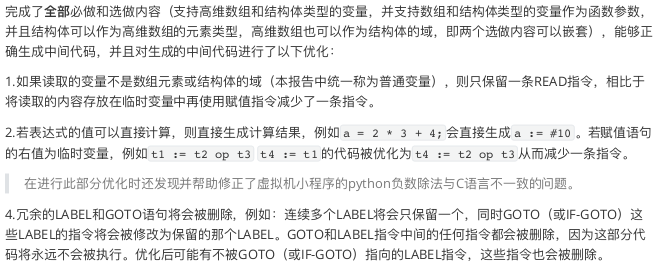 完成了全部必做和选做内容（支持高维数组和结构体类型的变量，并支持数组和结构体类型的变量作为函数参数，
并且结构体可以作为高维数组的元素类型，高维数组也可以作为结构体的域，即两个选做内容可以嵌套），能够正
确生成中间代码，并且对生成的中间代码进行了以下优化：
1.如果读取的变量不是数组元素或结构体的域（本报告中统一称为普通变量），则只保留一条READ指令，相比于
将读取的内容存放在临时变量中再使用赋值指令减少了一条指令。
2.若表达式的值可以直接计算，则直接生成计算结果，例如 a = 2 * 3 + 4; 会直接生成 a := #10 。若赋值语句
的右值为临时变量，例如 t1 := t2 op t3 t4 := t1 的代码被优化为 t4 := t2 op t3 从而减少一条指令。
在进行此部分优化时还发现并帮助修正了虚拟机小程序的python负数除法与C语言不一致的问题。
4.冗余的LABEL和GOTO语句将会被删除，例如：连续多个LABEL将会只保留一个，同时GOTO（或IF-GOTO）这
些LABEL的指令将会被修改为保留的那个LABEL。GOTO和LABEL指令中间的任何指令都会被删除，因为这部分代
码将永远不会被执行。优化后可能有不被GOTO（或IF-GOTO）指向的LABEL指令，这些指令也会被删除。